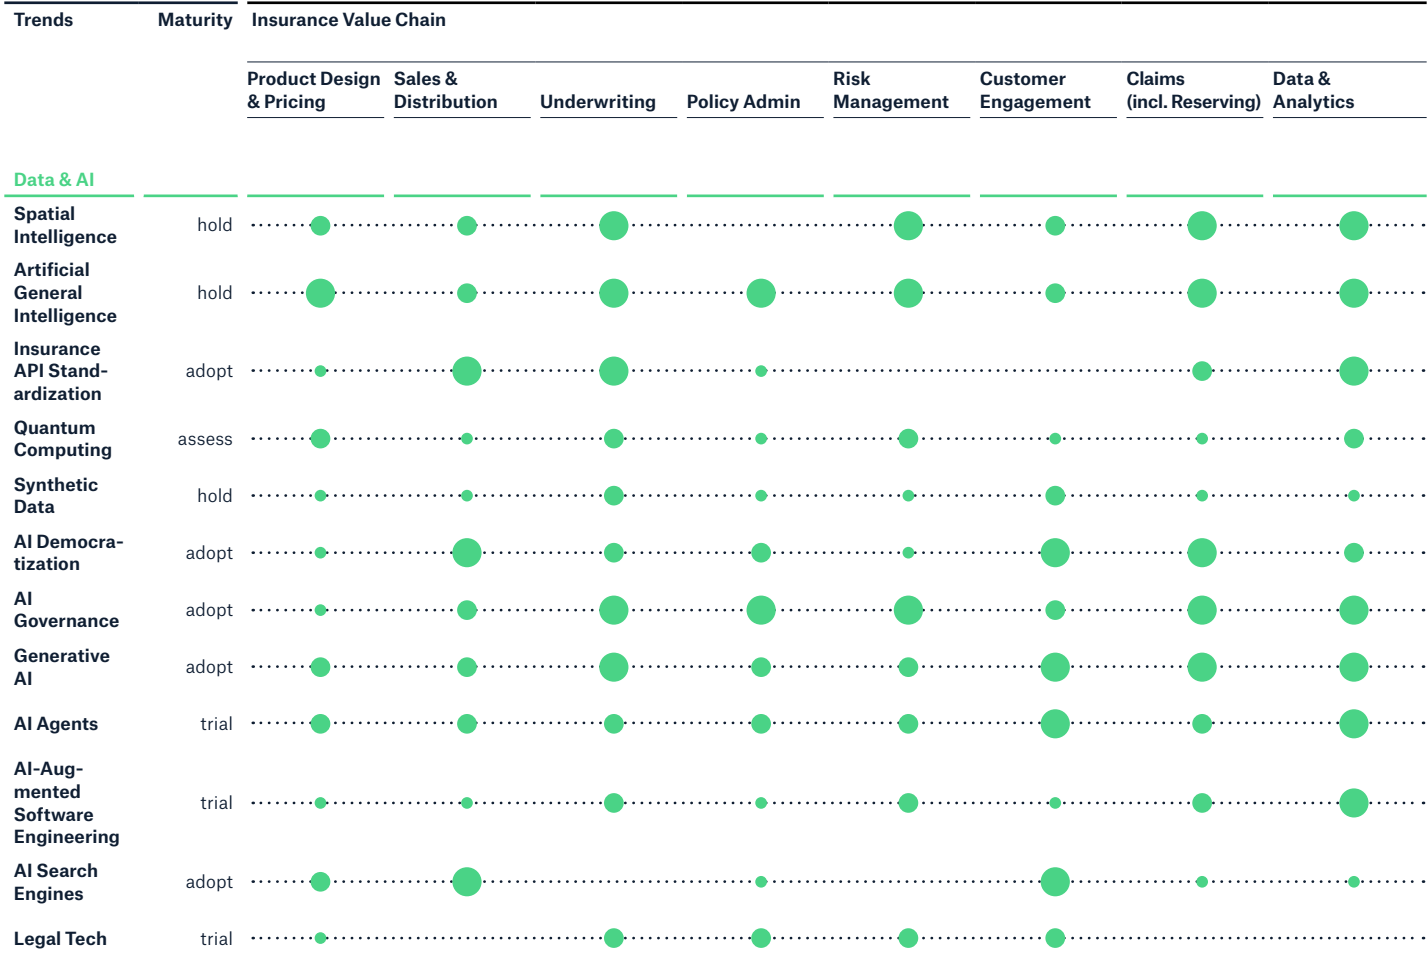 Trends Maturity Insurance Value Chain
Product Design Sales & Risk Customer Claims Data &
& Pricing Distribution Underwriting Policy Admin Management Engagement (incl. Reserving) Analytics
Data & AI
Spatial
Intelligence hold
Artificial
General
Intelligence hold
Insurance
API Stand-
ardization adopt
Quantum
Computing assess
Synthetic
Data hold
AI Democra-
tization adopt
AI
Governance adopt
Generative
AI adopt
AI Agents trial
AI-Aug-
mented
Software
Engineering trial
AI Search
Engines adopt
Legal Tech trial